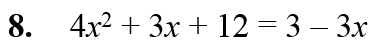 8. 4x² + 3x + 12 = 3 – 3x